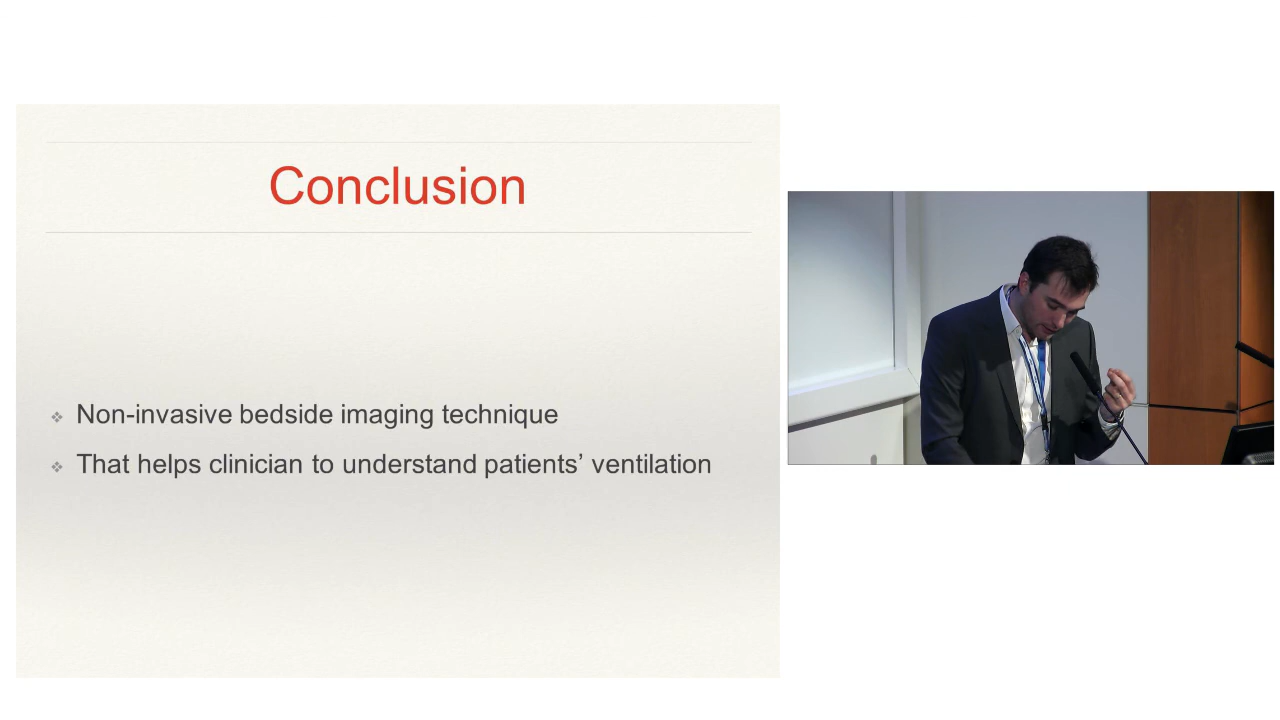 Conclusion
Non-invasive bedside imaging technique
That helps clinician to understand patients’ ventilation